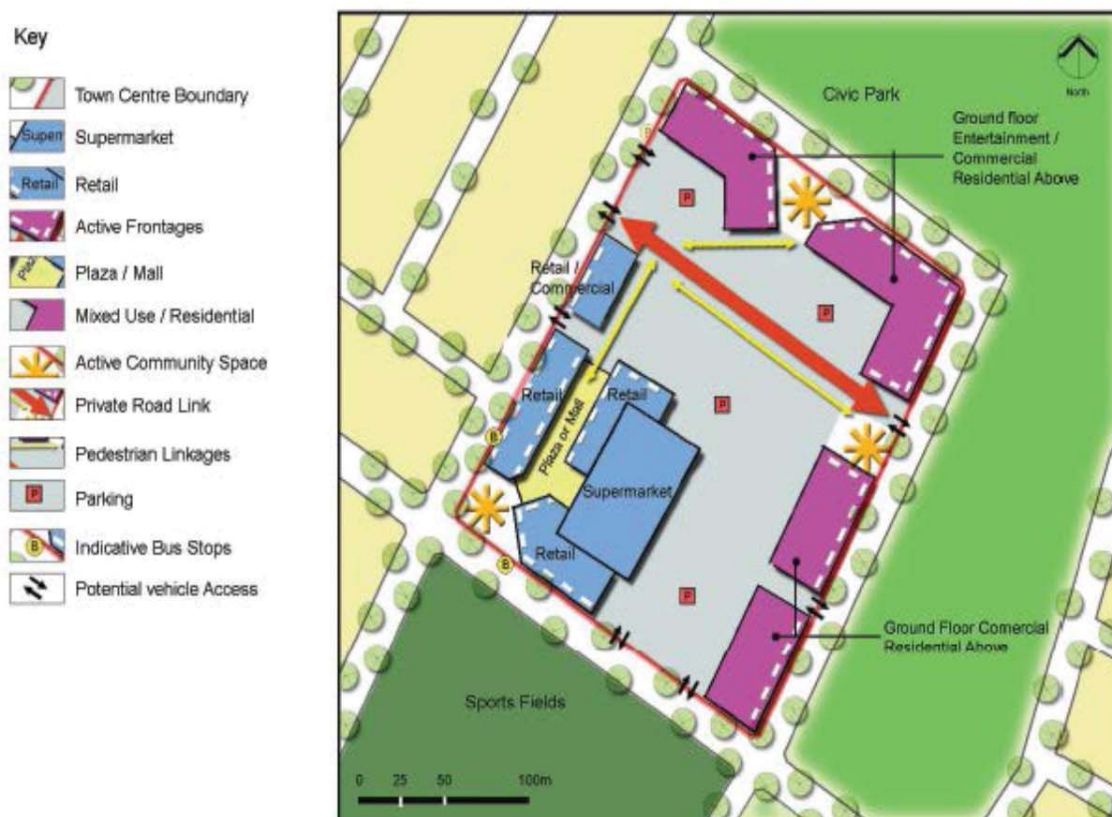 Key
Town Centre Boundary
Super
Supermarket
Retail
Retail
Active Frontages
Plaza
Plaza / Mall
Mixed Use / Residential
Active Community Space
Private Road Link
Pedestrian Linkages
P
Parking
B
Indicative Bus Stops
Potential vehicle Access
Civic Park
North
Ground floor
Entertainment /
Commercial
Residential Above
B
P
Retail /
Commercial
P
Retail
Retail
P
Plaza or Mall
B
Supermarket
Retail
B
P
Ground Floor Comercial
Residential Above
Sports Fields
0 25 50 100m